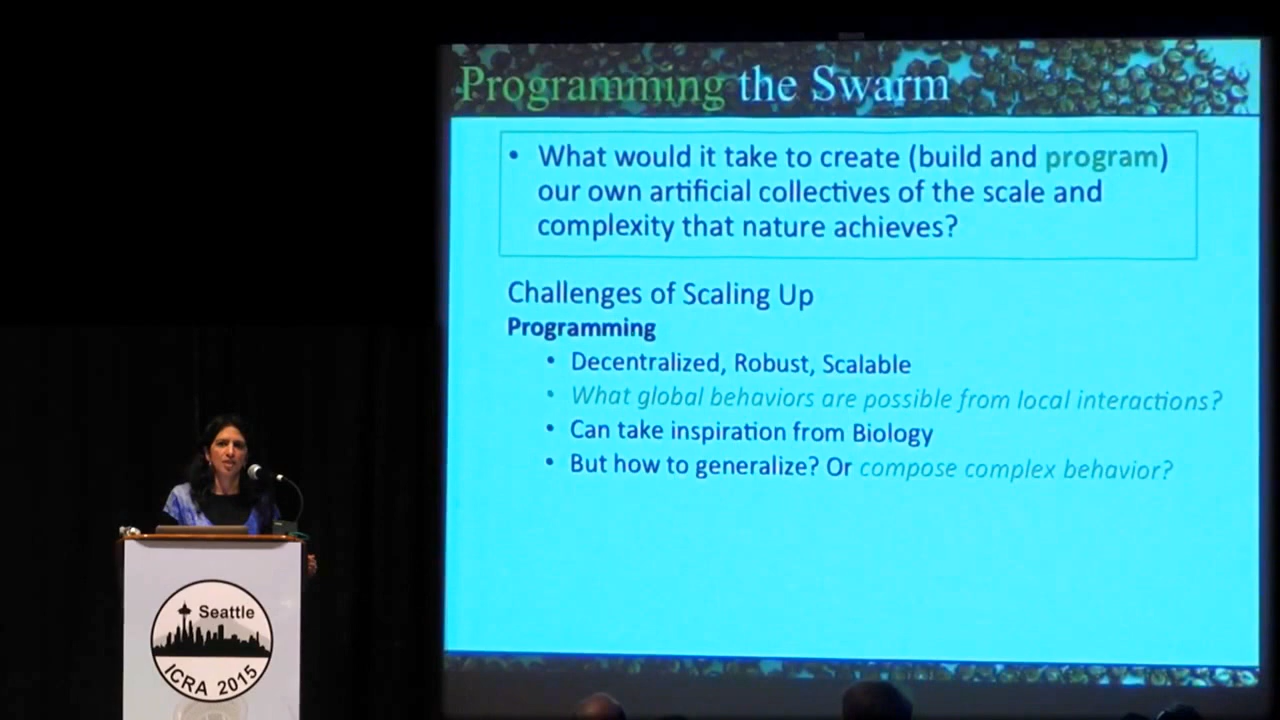 Programming the Swarm
• What would it take to create (build and program)
our own artificial collectives of the scale and
complexity that nature achieves?
Challenges of Scaling Up
Programming
• Decentralized, Robust, Scalable
• What global behaviors are possible from local interactions?
• Can take inspiration from Biology
• But how to generalize? Or compose complex behavior?
Seattle
ICRA 2015